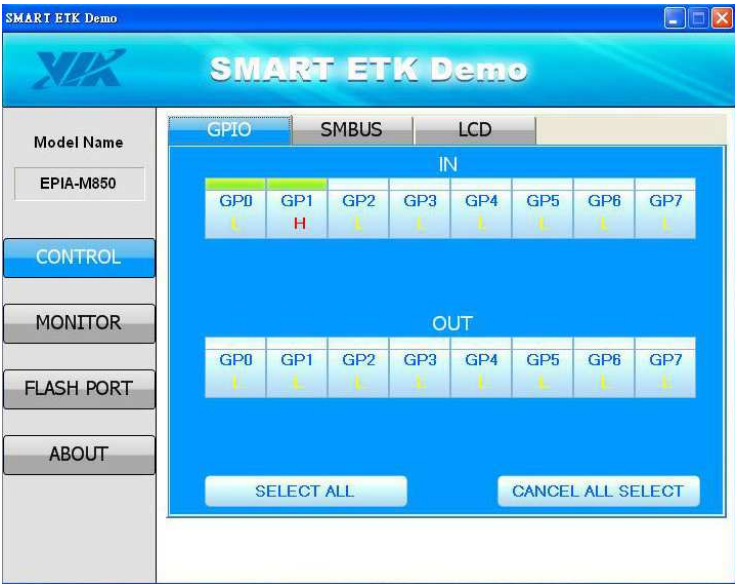 SMART ETK Demo
VIA
SMART ETK Demo
Model Name
EPIA-M850
CONTROL
MONITOR
FLASH PORT
ABOUT
GPIO SMBUS LCD
IN
GP0 GP1 GP2 GP3 GP4 GP5 GP6 GP7
L H L L L L L L
OUT
GP0 GP1 GP2 GP3 GP4 GP5 GP6 GP7
L L L L L L L L
SELECT ALL CANCEL ALL SELECT